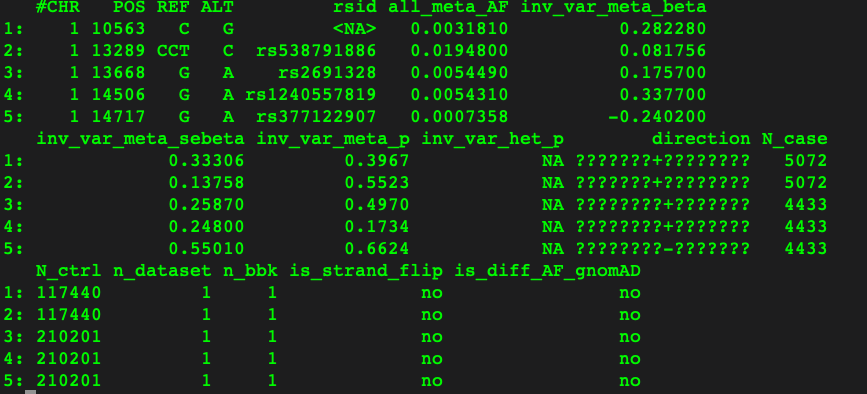 #CHR POS REF ALT rsid all_meta_AF inv_var_meta_beta
1: 1 10563 C G <NA> 0.0031810 0.282280
2: 1 13289 CCT C rs538791886 0.0194800 0.081756
3: 1 13668 G A rs2691328 0.0054490 0.175700
4: 1 14506 G A rs1240557819 0.0054310 0.337700
5: 1 14717 G A rs377122907 0.0007358 -0.240200
inv_var_meta_sebeta inv_var_meta_p inv_var_het_p direction N_case
1: 0.33306 0.3967 NA ???????+???????? 5072
2: 0.13758 0.5523 NA ???????+???????? 5072
3: 0.25870 0.4970 NA ????????+??????? 4433
4: 0.24800 0.1734 NA ????????+??????? 4433
5: 0.55010 0.6624 NA ????????-??????? 4433
N_ctrl n_dataset n_bbk is_strand_flip is_diff_AF_gnomAD
1: 117440 1 1 no no
2: 117440 1 1 no no
3: 210201 1 1 no no
4: 210201 1 1 no no
5: 210201 1 1 no no